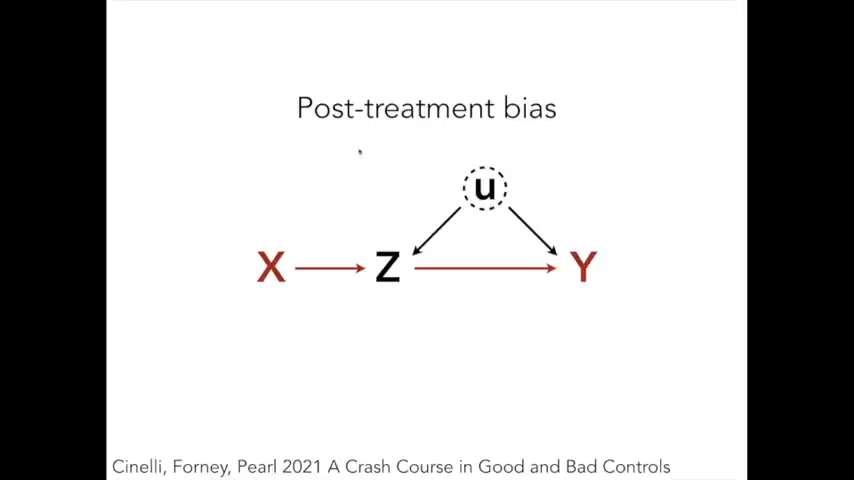 Post-treatment bias
u
X Z Y
Cinelli, Forney, Pearl 2021 A Crash Course in Good and Bad Controls